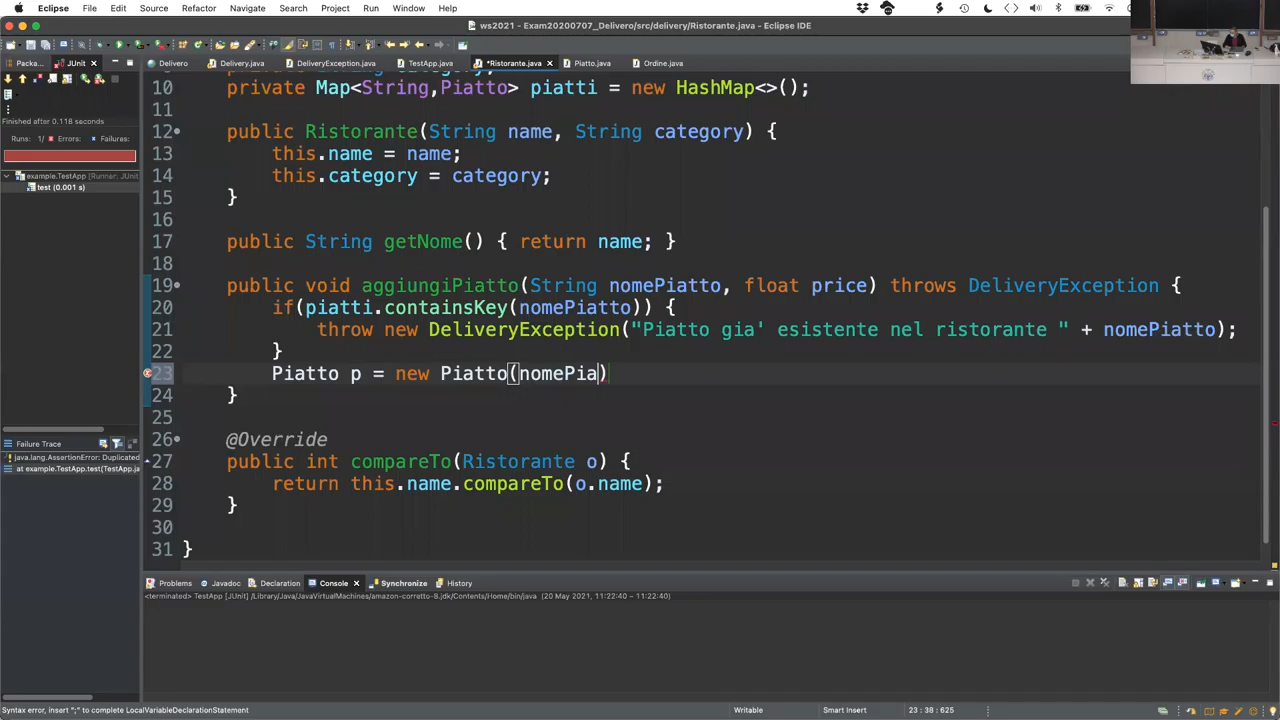 Eclipse File Edit Source Refactor Navigate Search Project Run Window Help
ws2021 - Exam20200707_Delivero/src/delivery/Ristorante.java - Eclipse IDE
Packa... JUnit Delivero Delivery.java DeliveryException.java TestApp.java *Ristorante.java Piatto.java Ordine.java
Finished after 0.118 seconds
Runs: 1/ Errors: Failures:
example.TestApp [Runner: JUnit
test (0.001 s)
10 private Map<String,Piatto> piatti = new HashMap<>();
11
12 public Ristorante(String name, String category) {
13 this.name = name;
14 this.category = category;
15 }
16
17 public String getNome() { return name; }
18
19 public void aggiungiPiatto(String nomePiatto, float price) throws DeliveryException {
20 if(piatti.containsKey(nomePiatto)) {
21 throw new DeliveryException("Piatto gia' esistente nel ristorante " + nomePiatto);
22 }
23 Piatto p = new Piatto(nomePia)
24 }
25
26 @Override
27 public int compareTo(Ristorante o) {
28 return this.name.compareTo(o.name);
29 }
30
31 }
Failure Trace
java.lang.AssertionError: Duplicated
at example.TestApp.test(TestApp.ja
Problems Javadoc Declaration Console Synchronize History
<terminated> TestApp [JUnit] /Library/Java/JavaVirtualMachines/amazon-corretto-8.jdk/Contents/Home/bin/java (20 May 2021, 11:22:40 – 11:22:40)
Syntax error, insert ";" to complete LocalVariableDeclarationStatement Writable Smart Insert 23 : 38 : 625